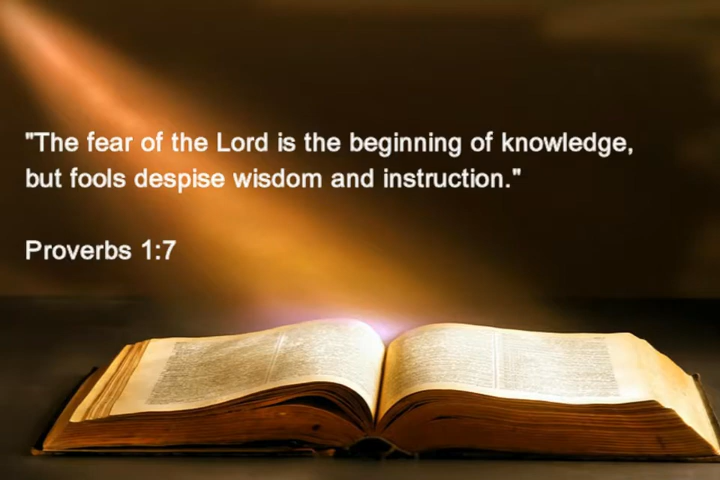 "The fear of the Lord is the beginning of knowledge,
but fools despise wisdom and instruction."
Proverbs 1:7